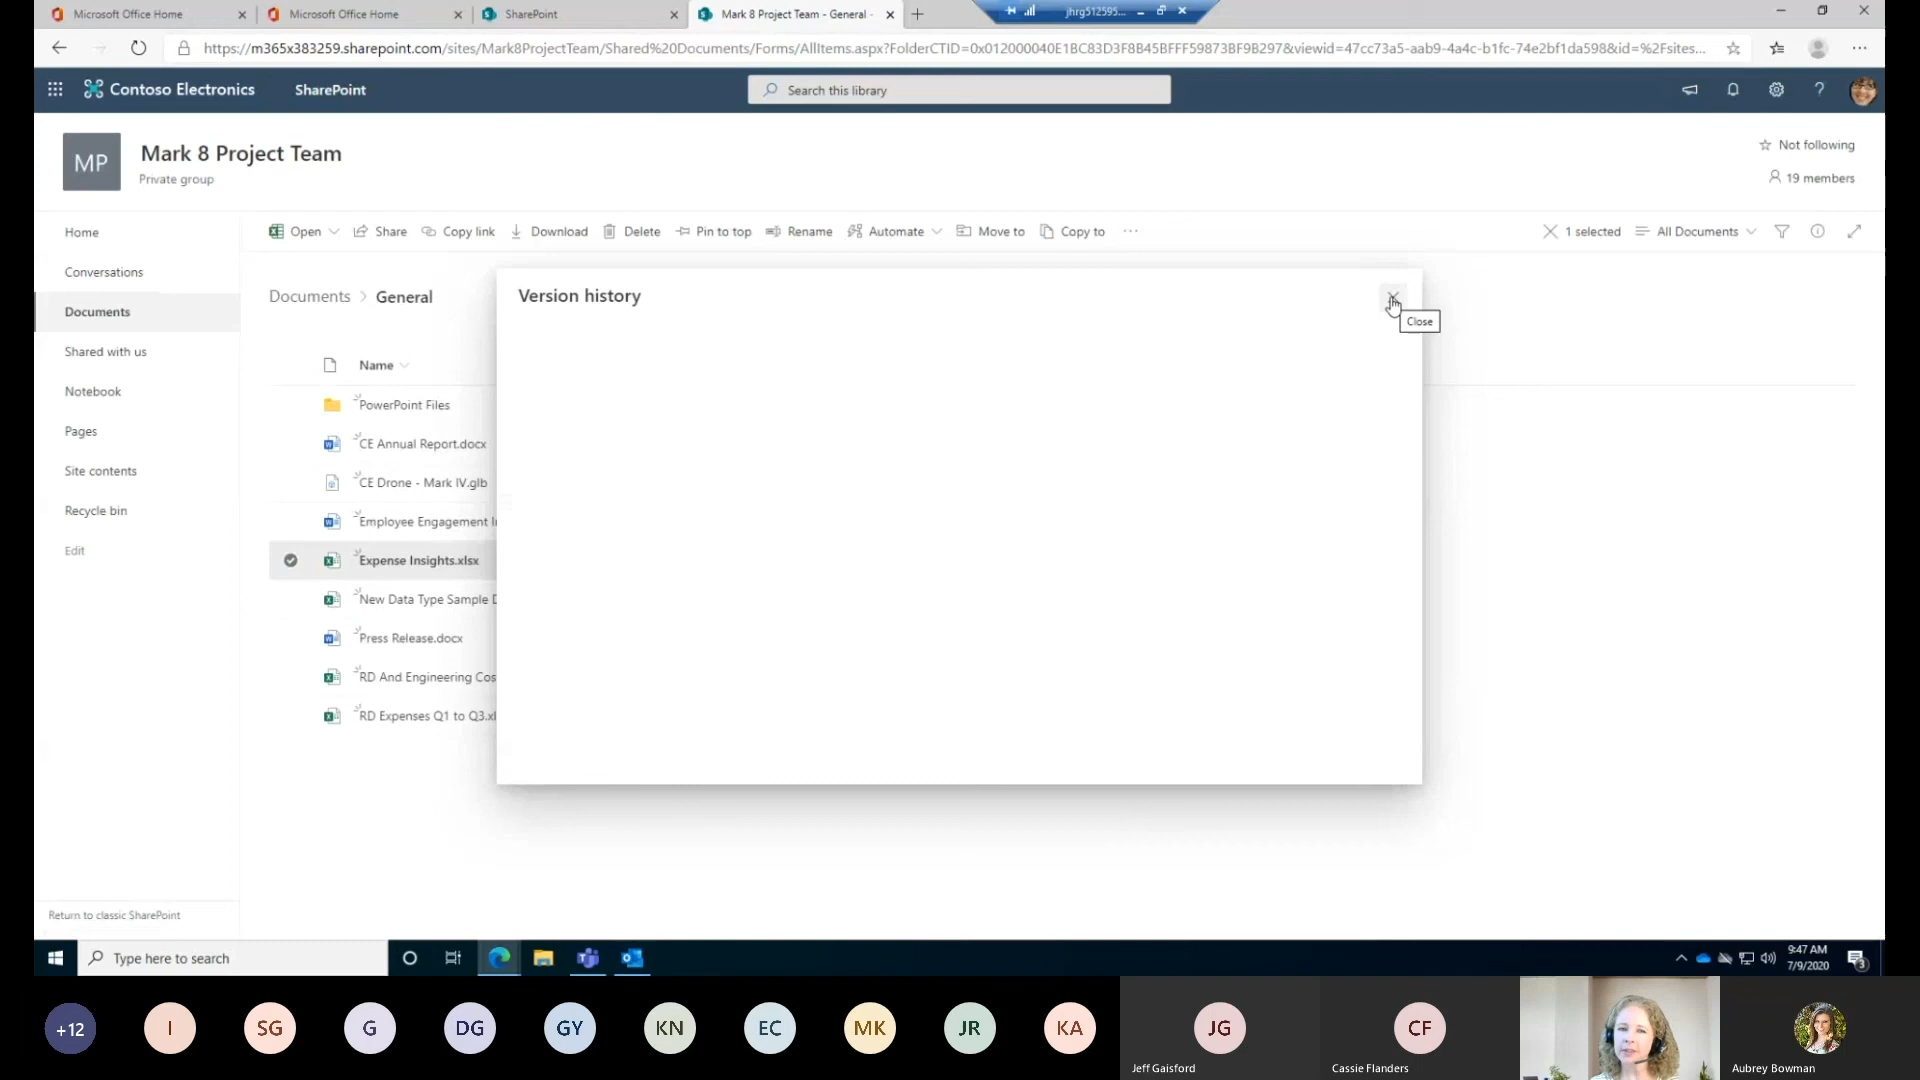 Microsoft Office Home
Microsoft Office Home
SharePoint
Mark 8 Project Team - General -
jhrg512595...
https://m365x383259.sharepoint.com/sites/Mark8ProjectTeam/Shared%20Documents/Forms/AllItems.aspx?FolderCTID=0x012000040E1BC83D3F8B45BFFF59873BF9B297&viewid=47cc73a5-aab9-4a4c-b1fc-74e2bf1da598&id=%2Fsites...
Contoso Electronics
SharePoint
Search this library
MP
Mark 8 Project Team
Private group
Not following
19 members
Home
Conversations
Documents
Shared with us
Notebook
Pages
Site contents
Recycle bin
Edit
Return to classic SharePoint
Open
Share
Copy link
Download
Delete
Pin to top
Rename
Automate
Move to
Copy to
1 selected
All Documents
Documents > General
Version history
Close
Name
PowerPoint Files
CE Annual Report.docx
CE Drone - Mark IV.glb
Employee Engagement
Expense Insights.xlsx
New Data Type Sample
Press Release.docx
RD And Engineering Cos
RD Expenses Q1 to Q3.xl
Type here to search
9:47 AM
7/9/2020
3
+12
I
SG
G
DG
GY
KN
EC
MK
JR
KA
JG
Jeff Gaisford
CF
Cassie Flanders
Aubrey Bowman